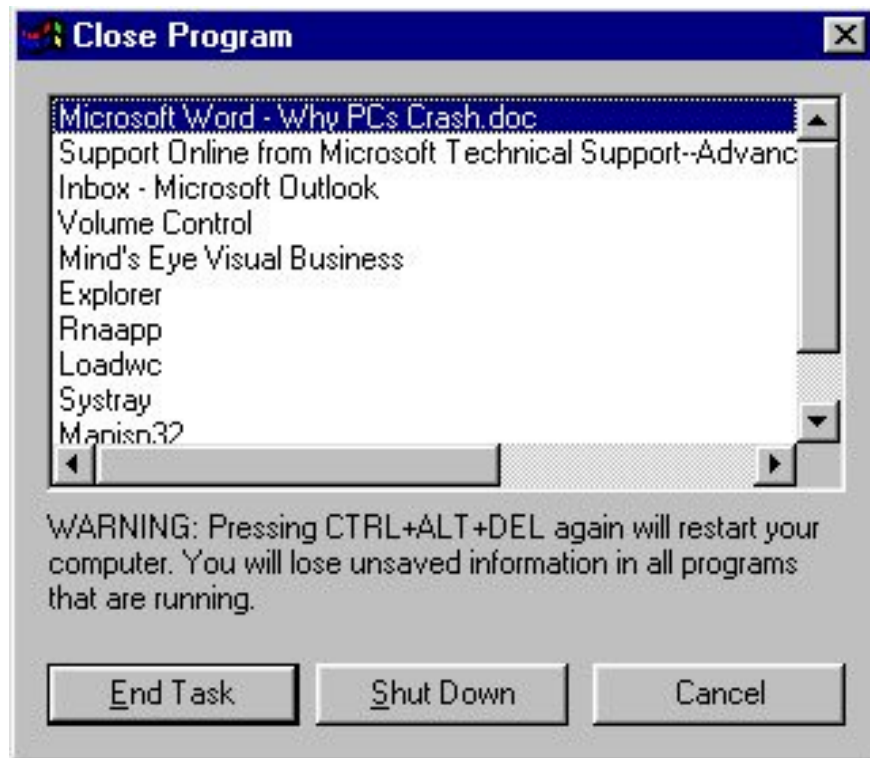 Close Program
Microsoft Word - Why PCs Crash.doc
Support Online from Microsoft Technical Support--Advanc
Inbox - Microsoft Outlook
Volume Control
Mind's Eye Visual Business
Explorer
Rnaapp
Loadwc
Systray
WARNING: Pressing CTRL+ALT+DEL again will restart your
computer. You will lose unsaved information in all programs
that are running.
End Task
Shut Down
Cancel